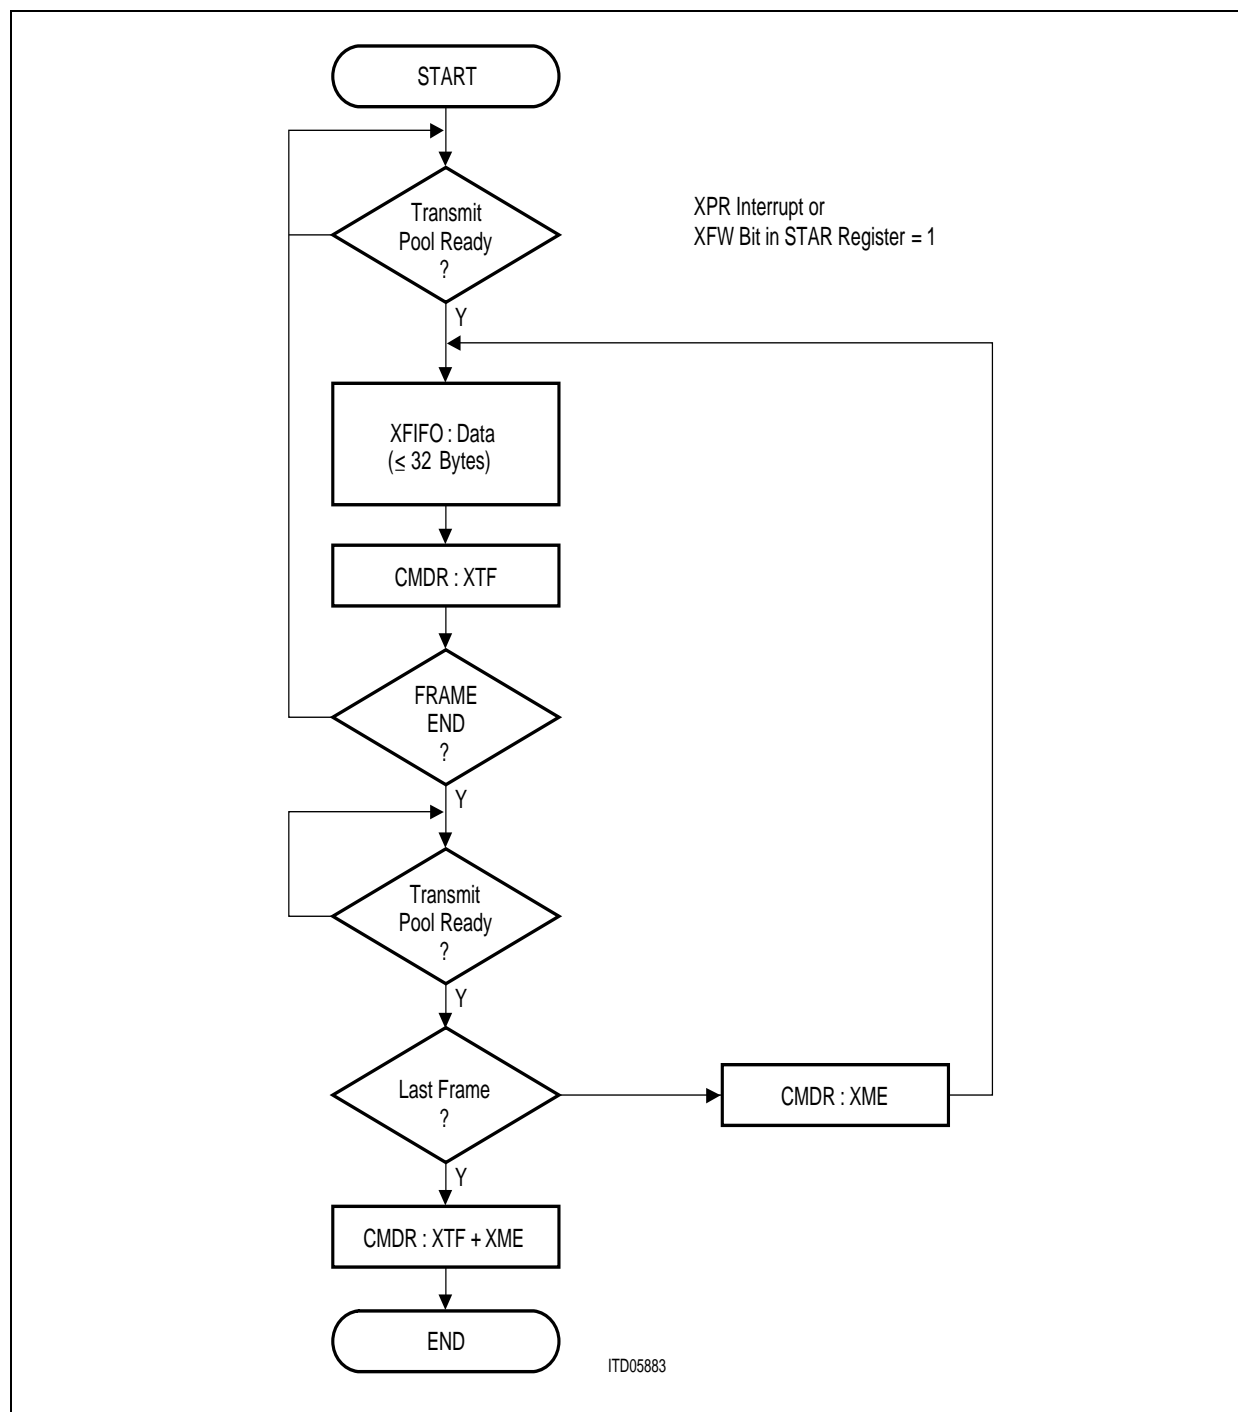 START
Transmit
Pool Ready
?
XPR Interrupt or
XFW Bit in STAR Register = 1
Y
XFIFO : Data
(≤ 32 Bytes)
CMDR : XTF
FRAME
END
?
Y
Transmit
Pool Ready
?
Y
Last Frame
?
CMDR : XME
Y
CMDR : XTF + XME
END
ITD05883